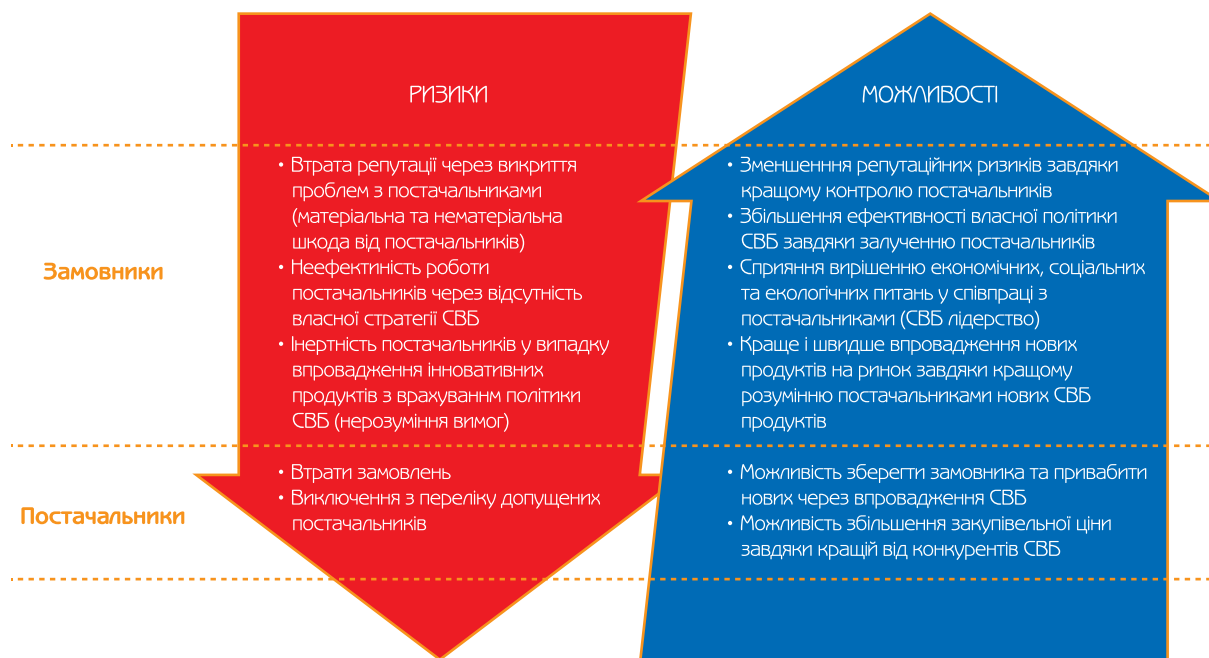 РИЗИКИ
МОЖЛИВОСТІ
Замовники
• Втрата репутації через викриття
проблем з постачальниками
(матеріальна та нематеріальна
шкода від постачальників)
• Неефектиність роботи
постачальників через відсутність
власної стратегії СВБ
• Інертність постачальників у випадку
впровадження інновативних
продуктів з врахуванм політики
СВБ (нерозуміння вимог)
• Зменшенння репутаційних ризиків завдяки
кращому контролю постачальників
• Збільшення ефективності власної політики
СВБ завдяки залученню постачальників
• Сприяння вирішенню економічних, соціальних
та екологічних питань у співпраці з
постачальниками (СВБ лідерство)
• Краще і швидше впровадження нових
продуктів на ринок завдяки кращому
розумінню постачальниками нових СВБ
продуктів
Постачальники
• Втрати замовлень
• Виключення з переліку допущених
постачальників
• Можливість зберегти замовника та привабити
нових через впровадження СВБ
• Можливість збільшення закупівельної ціни
завдяки кращій від конкурентів СВБ